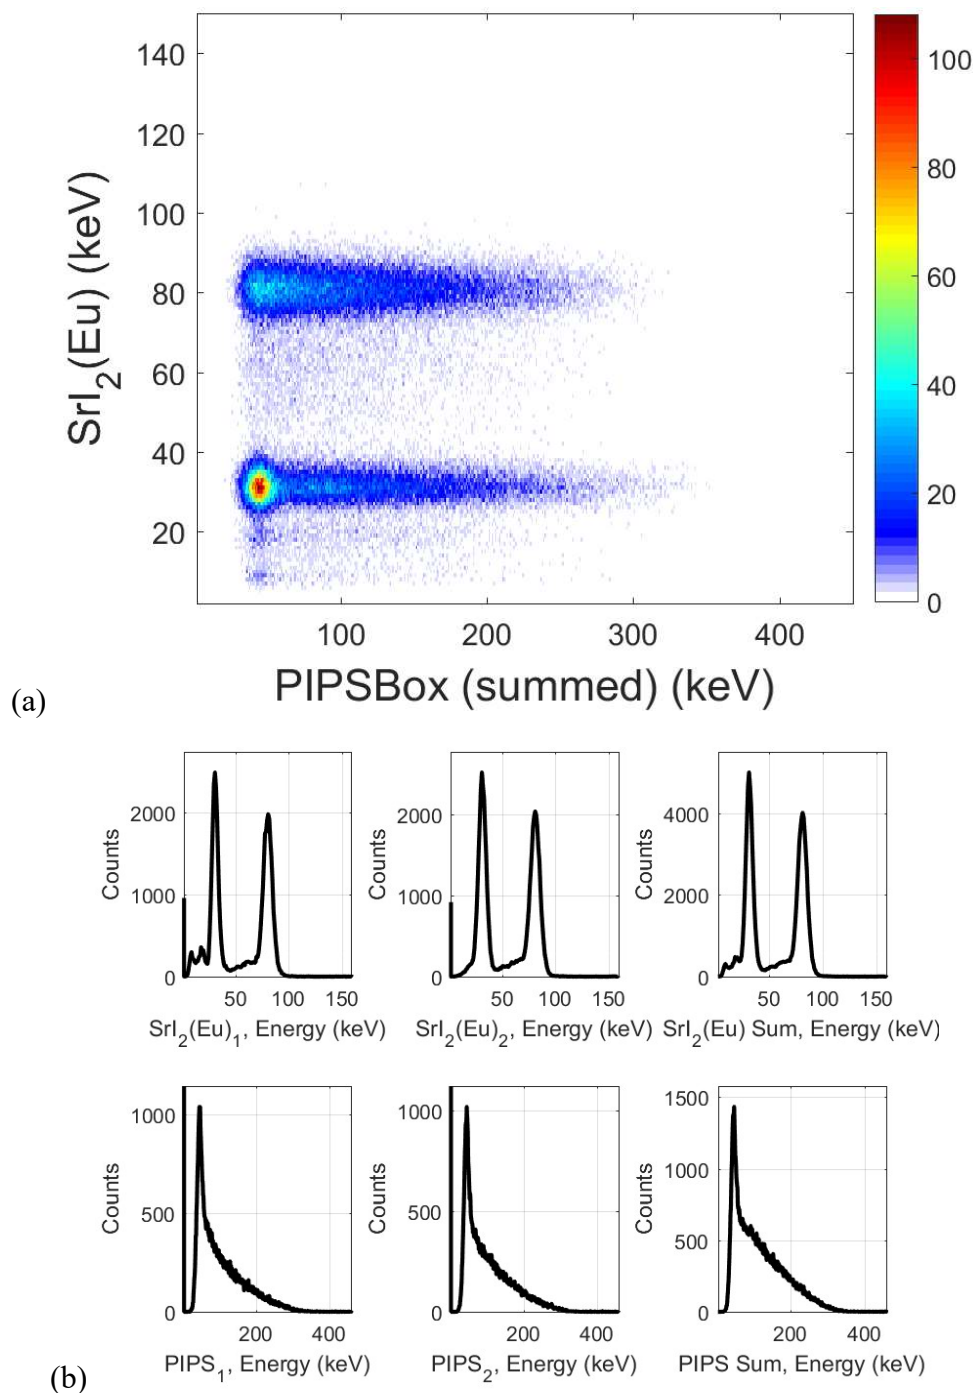 140
120
100
80
60
40
20
SrI2(Eu) (keV)
100 200 300 400
PIPSBox (summed) (keV)
100
80
60
40
20
0
(a)
2000
1000
0
Counts
50 100 150
SrI2(Eu)1, Energy (keV)
2000
1000
0
Counts
50 100 150
SrI2(Eu)2, Energy (keV)
4000
2000
0
Counts
50 100 150
SrI2(Eu) Sum, Energy (keV)
1000
500
0
Counts
200 400
PIPS1, Energy (keV)
1000
500
0
Counts
200 400
PIPS2, Energy (keV)
1500
1000
500
0
Counts
200 400
PIPS Sum, Energy (keV)
(b)